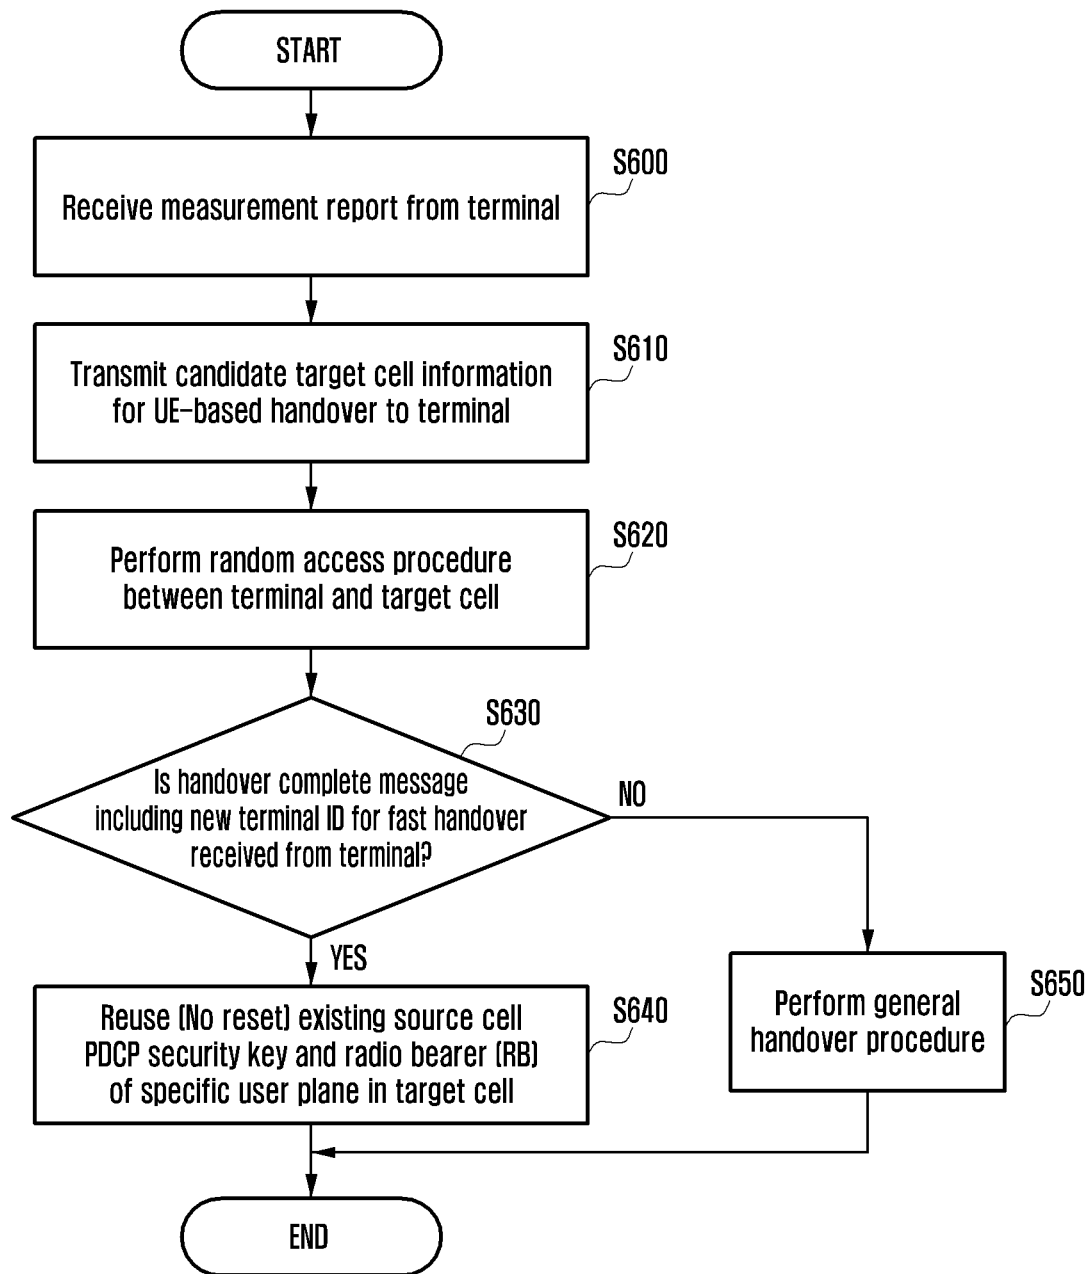 START
S600
Receive measurement report from terminal
S610
Transmit candidate target cell information
for UE-based handover to terminal
S620
Perform random access procedure
between terminal and target cell
S630
Is handover complete message
including new terminal ID for fast handover
received from terminal?
NO
YES
S640
Reuse (No reset) existing source cell
PDCP security key and radio bearer (RB)
of specific user plane in target cell
S650
Perform general
handover procedure
END